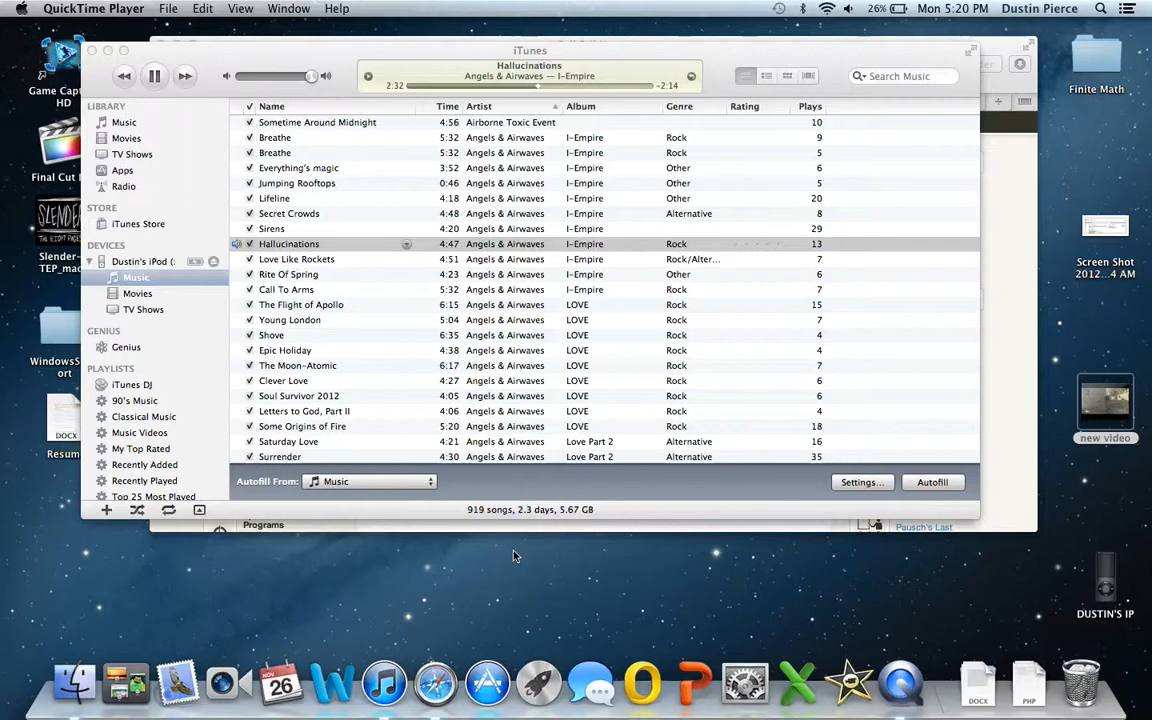 QuickTime Player File Edit View Window Help 26% Mon 5:20 PM Dustin Pierce
iTunes
Hallucinations
Angels & Airwaves — I-Empire
2:32 -2:14
Search Music
LIBRARY
Music
Movies
TV Shows
Apps
Radio
STORE
iTunes Store
DEVICES
Dustin's iPod (:
Music
Movies
TV Shows
GENIUS
Genius
PLAYLISTS
iTunes DJ
90's Music
Classical Music
Music Videos
My Top Rated
Recently Added
Recently Played
Top 25 Most Played
Name Time Artist Album Genre Rating Plays
Sometime Around Midnight 4:56 Airborne Toxic Event 10
Breathe 5:32 Angels & Airwaves I-Empire Rock 9
Breathe 5:32 Angels & Airwaves I-Empire Rock 5
Everything's magic 3:52 Angels & Airwaves I-Empire Other 6
Jumping Rooftops 0:46 Angels & Airwaves I-Empire Other 5
Lifeline 4:18 Angels & Airwaves I-Empire Other 20
Secret Crowds 4:48 Angels & Airwaves I-Empire Alternative 8
Sirens 4:20 Angels & Airwaves I-Empire 29
Hallucinations 4:47 Angels & Airwaves I-Empire Rock 13
Love Like Rockets 4:51 Angels & Airwaves I-Empire Rock/Alter... 7
Rite Of Spring 4:23 Angels & Airwaves I-Empire Other 6
Call To Arms 5:32 Angels & Airwaves I-Empire Rock 7
The Flight of Apollo 6:15 Angels & Airwaves LOVE Rock 15
Young London 5:04 Angels & Airwaves LOVE Rock 7
Shove 6:35 Angels & Airwaves LOVE Rock 4
Epic Holiday 4:38 Angels & Airwaves LOVE Rock 4
The Moon-Atomic 6:17 Angels & Airwaves LOVE Rock 7
Clever Love 4:27 Angels & Airwaves LOVE Rock 6
Soul Survivor 2012 4:05 Angels & Airwaves LOVE Rock 6
Letters to God, Part II 4:06 Angels & Airwaves LOVE Rock 4
Some Origins of Fire 5:20 Angels & Airwaves LOVE Rock 18
Saturday Love 4:21 Angels & Airwaves Love Part 2 Alternative 16
Surrender 4:30 Angels & Airwaves Love Part 2 Alternative 35
Autofill From: Music Settings... Autofill
919 songs, 2.3 days, 5.67 GB
Programs
Pausch's Last
Game Capt
HD
Final Cut
SLENDER
THE EIGHT PAGES
Slender-
TEP_mac
WindowsS
ort
DOCX
Resum
Finite Math
Screen Shot
2012...4 AM
new video
DUSTIN'S IP
NOV
26
DOCX
PHP